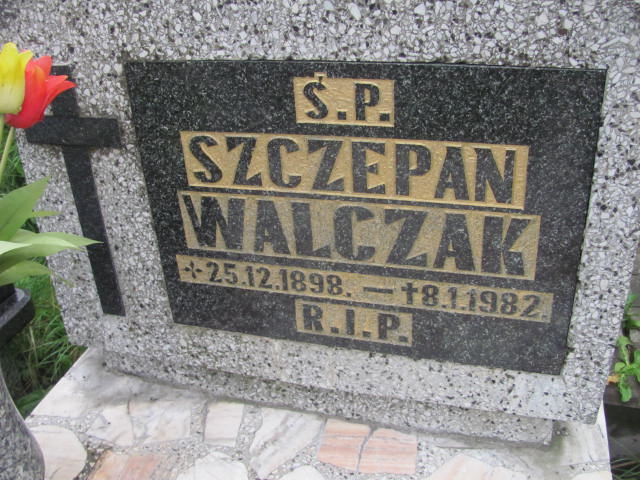 Ś.P.
SZCZEPAN
WALCZAK
✢25.12.1898. — †8.1.1982.
R.I.P.